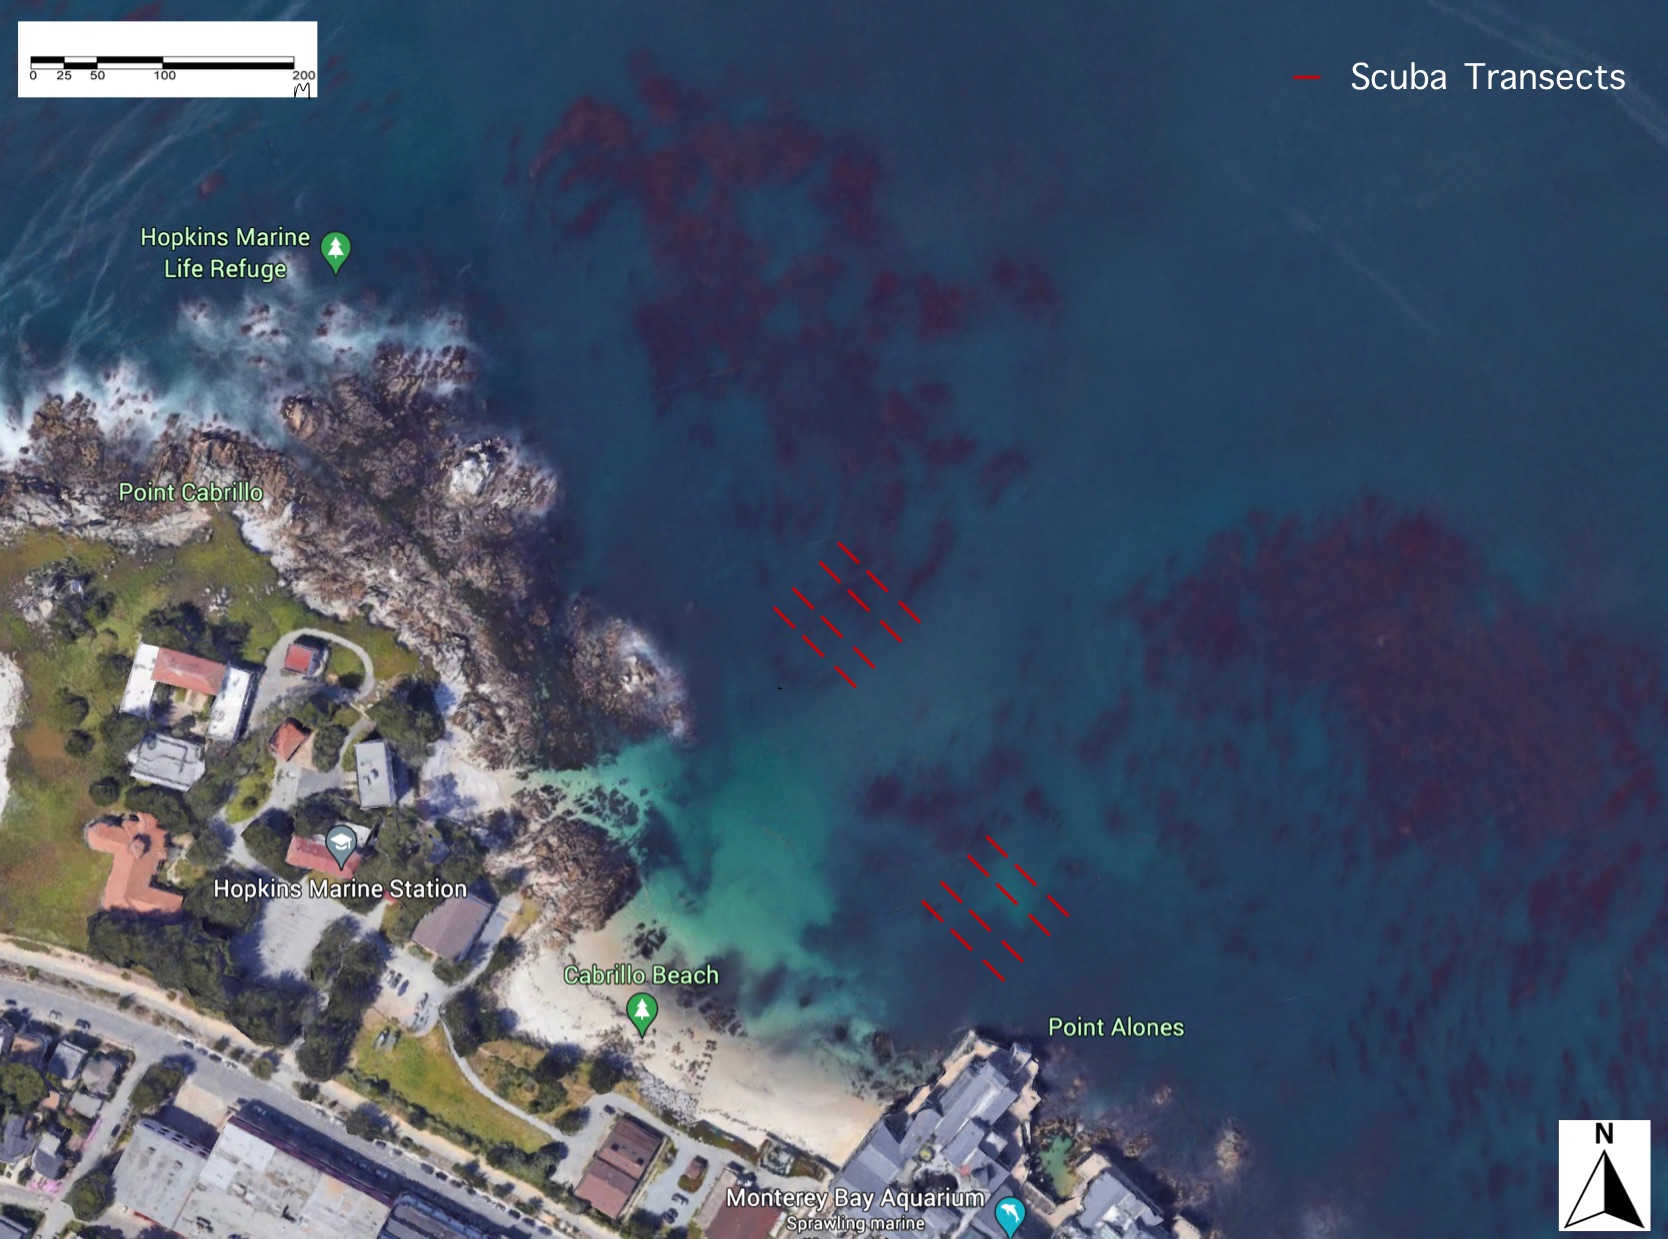 0 25 50 100 200
M
Scuba Transects
Hopkins Marine
Life Refuge
Point Cabrillo
Hopkins Marine Station
Cabrillo Beach
Point Alones
N
Monterey Bay Aquarium
Sprawling marine